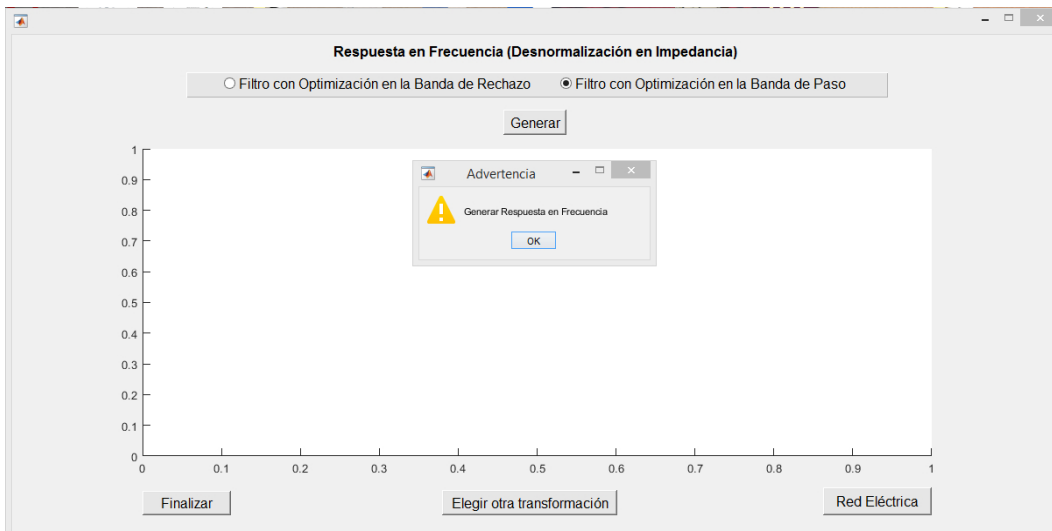 Respuesta en Frecuencia (Desnormalización en Impedancia)
Filtro con Optimización en la Banda de Rechazo Filtro con Optimización en la Banda de Paso
Generar
Advertencia
Generar Respuesta en Frecuencia
OK
1
0.9
0.8
0.7
0.6
0.5
0.4
0.3
0.2
0.1
0
0 0.1 0.2 0.3 0.4 0.5 0.6 0.7 0.8 0.9 1
Finalizar Elegir otra transformación Red Eléctrica